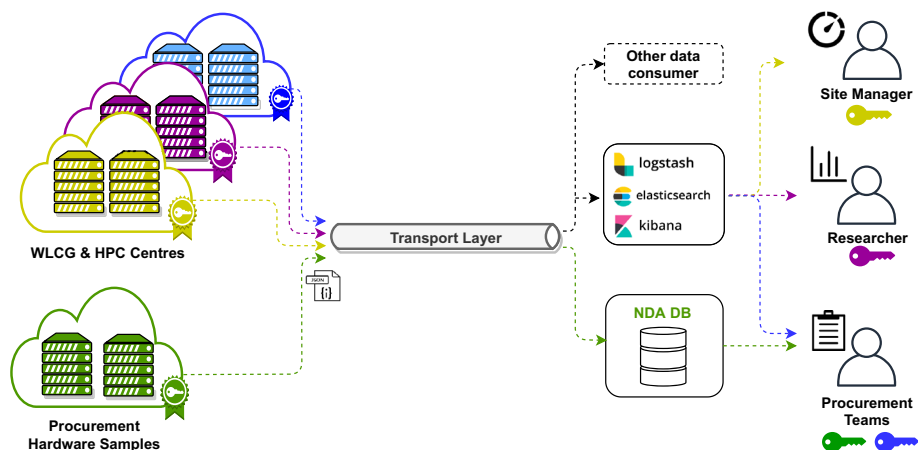 Other data
consumer
Site Manager
logstash
elasticsearch
kibana
WLCG & HPC Centres
Transport Layer
Researcher
JSON
{i}
NDA DB
Procurement
Hardware Samples
Procurement
Teams